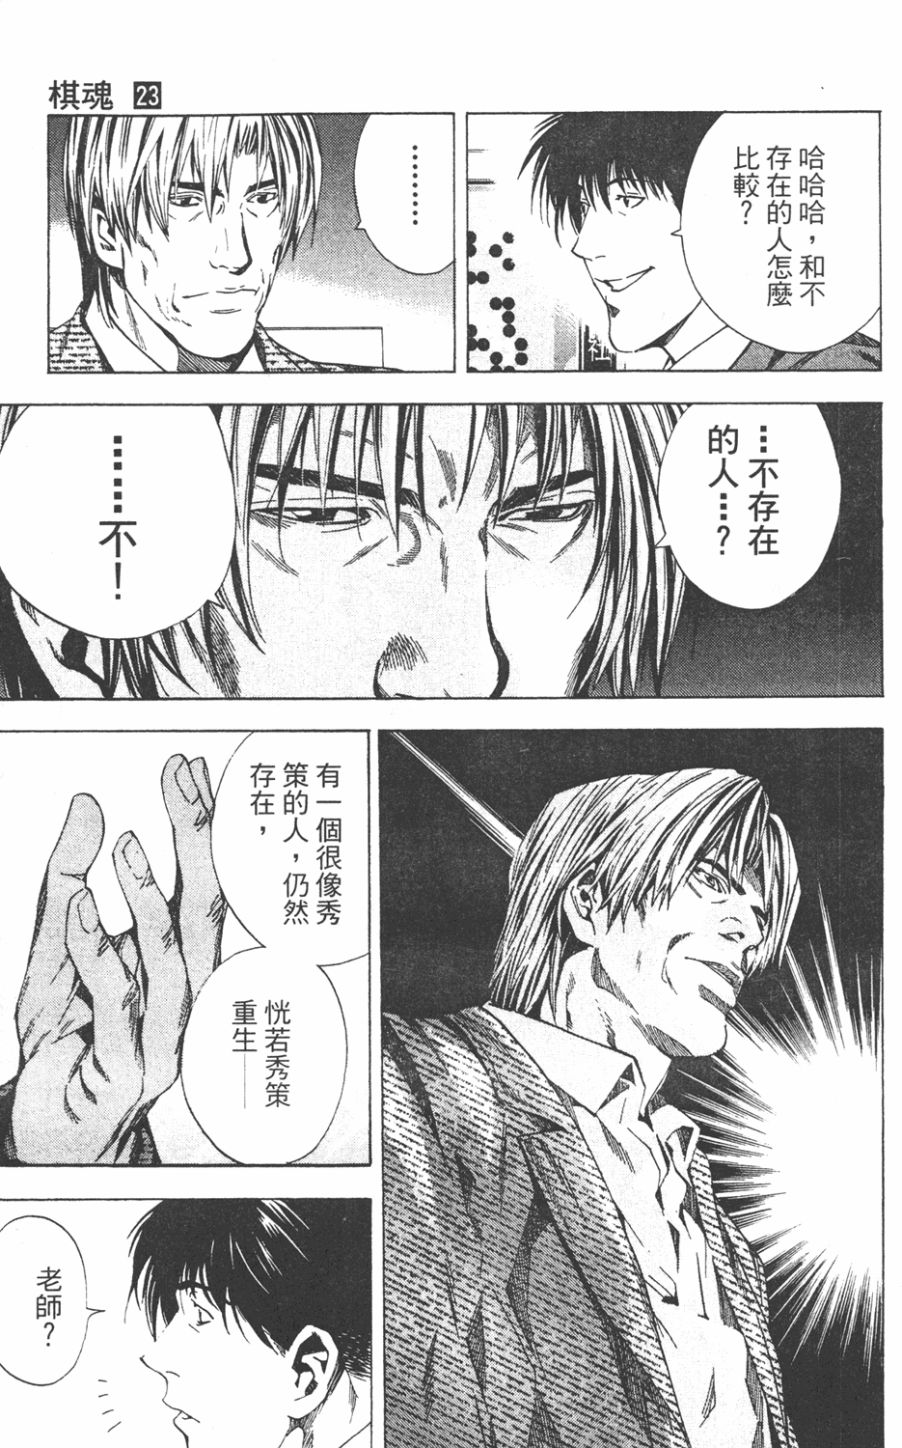 棋魂 23
哈哈哈，和不
存在的人怎麼
比較？
社
………
…不存在
的人…？
……不！
有一個很像秀
策的人，仍然
存在，
恍若秀策
重生——
老師？